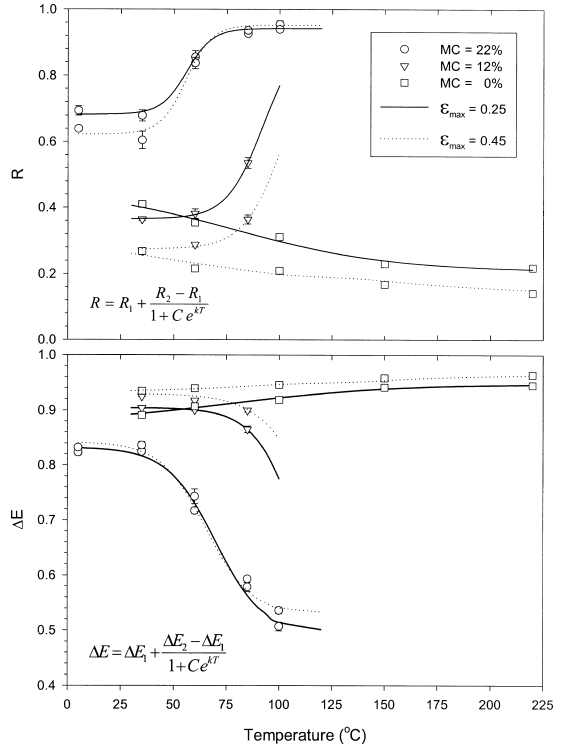 1.0
0.8
0.6
0.4
0.2
0.0
R
MC = 22%
MC = 12%
MC = 0%
εmax = 0.25
εmax = 0.45
R = R1 + (R2 − R1) / (1 + C e^kT)
1.0
0.9
0.8
0.7
0.6
0.5
0.4
ΔE
ΔE = ΔE1 + (ΔE2 − ΔE1) / (1 + Ce^kT)
0 25 50 75 100 125 150 175 200 225
Temperature (°C)